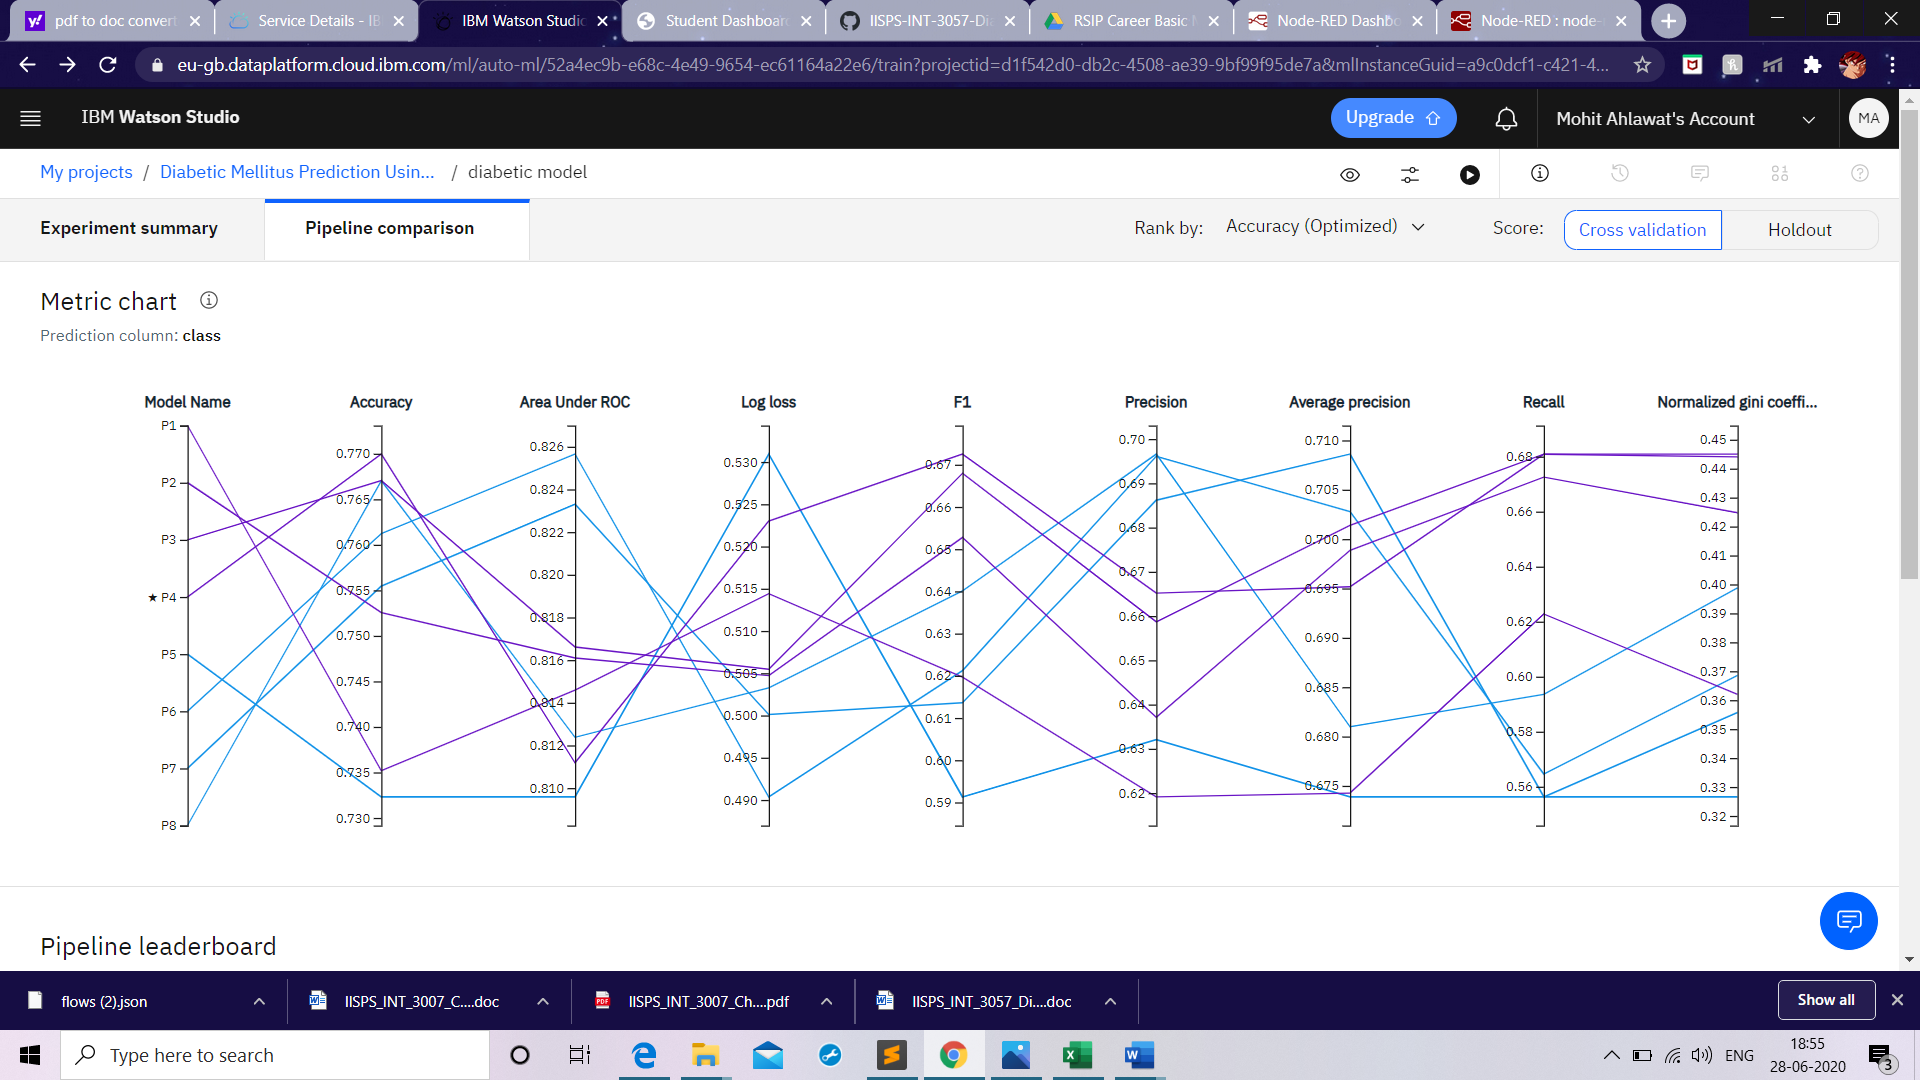 pdf to doc convert
Service Details - IB
IBM Watson Studio
Student Dashboard
IISPS-INT-3057-Di
RSIP Career Basic
Node-RED Dashbo
Node-RED : node-
eu-gb.dataplatform.cloud.ibm.com/ml/auto-ml/52a4ec9b-e68c-4e49-9654-ec61164a22e6/train?projectid=d1f542d0-db2c-4508-ae39-9bf99f95de7a&mlInstanceGuid=a9c0dcf1-c421-4...
IBM Watson Studio
Upgrade
Mohit Ahlawat's Account
MA
My projects / Diabetic Mellitus Prediction Usin... / diabetic model
Experiment summary
Pipeline comparison
Rank by: Accuracy (Optimized)
Score: Cross validation Holdout
Metric chart
Prediction column: class
Model Name
P1
P2
P3
★ P4
P5
P6
P7
P8
Accuracy
0.770
0.765
0.760
0.755
0.750
0.745
0.740
0.735
0.730
Area Under ROC
0.826
0.824
0.822
0.820
0.818
0.816
0.814
0.812
0.810
Log loss
0.530
0.525
0.520
0.515
0.510
0.505
0.500
0.495
0.490
F1
0.67
0.66
0.65
0.64
0.63
0.62
0.61
0.60
0.59
Precision
0.70
0.69
0.68
0.67
0.66
0.65
0.64
0.63
0.62
Average precision
0.710
0.705
0.700
0.695
0.690
0.685
0.680
0.675
Recall
0.68
0.66
0.64
0.62
0.60
0.58
0.56
Normalized gini coeffi...
0.45
0.44
0.43
0.42
0.41
0.40
0.39
0.38
0.37
0.36
0.35
0.34
0.33
0.32
Pipeline leaderboard
flows (2).json
IISPS_INT_3007_C....doc
IISPS_INT_3007_Ch....pdf
IISPS_INT_3057_Di....doc
Show all
Type here to search
ENG
18:55
28-06-2020
3